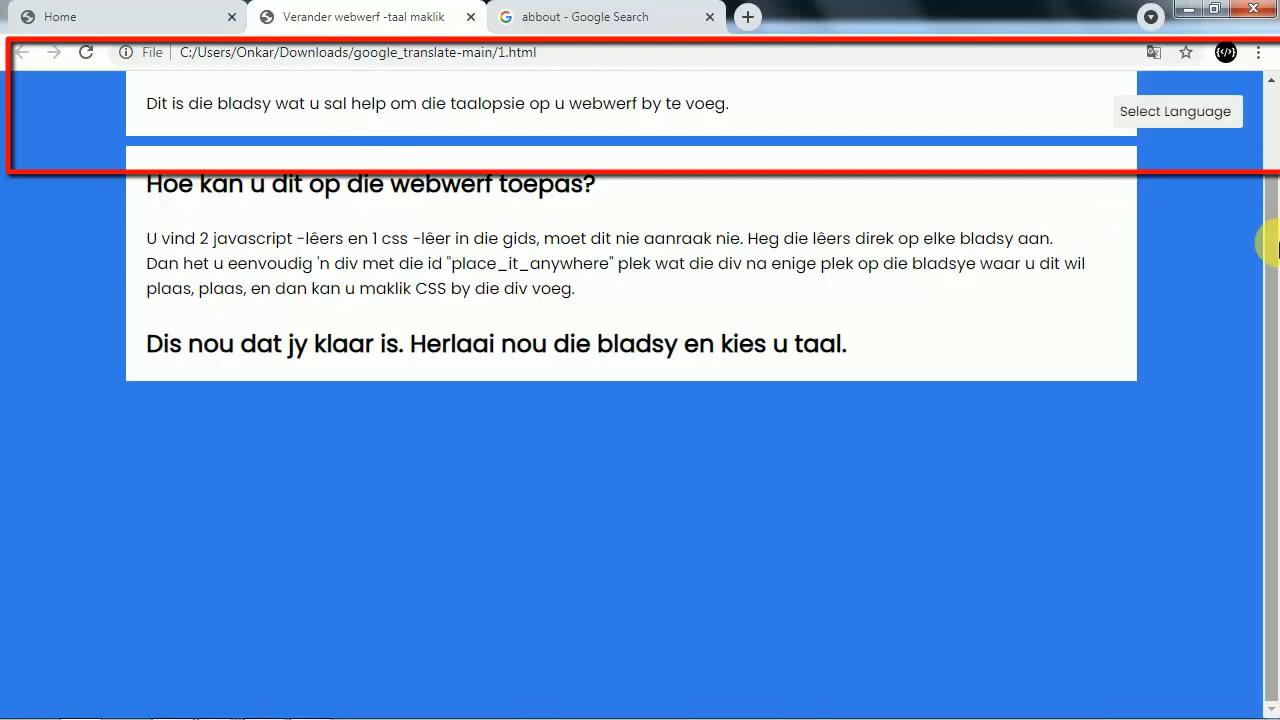 Home
Verander webwerf -taal maklik
abbout - Google Search
File
C:/Users/Onkar/Downloads/google_translate-main/1.html
Dit is die bladsy wat u sal help om die taalopsie op u webwerf by te voeg.
Select Language
Hoe kan u dit op die webwerf toepas?
U vind 2 javascript -lêers en 1 css -lêer in die gids, moet dit nie aanraak nie. Heg die lêers direk op elke bladsy aan.
Dan het u eenvoudig 'n div met die id "place_it_anywhere" plek wat die div na enige plek op die bladsye waar u dit wil
plaas, plaas, en dan kan u maklik CSS by die div voeg.
Dis nou dat jy klaar is. Herlaai nou die bladsy en kies u taal.